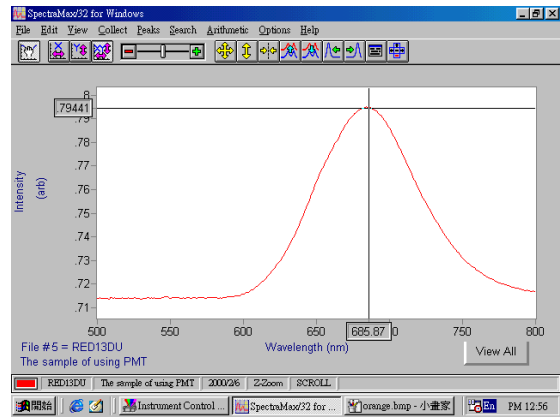 SpectraMax/32 for Windows
File Edit View Collect Peaks Search Arithmetic Options Help
.8
.79441
.79
.78
.77
.76
.75
.74
.73
.72
.71
Intensity
(arb)
500 550 600 650 685.87 0 750 800
Wavelength (nm)
File # 5 = RED13DU
The sample of using PMT
View All
RED13DU The sample of using PMT 2000/2/6 Z-Zoom SCROLL
開始 Instrument Control ... SpectraMax/32 for ... orange.bmp - 小畫家 En PM 12:56